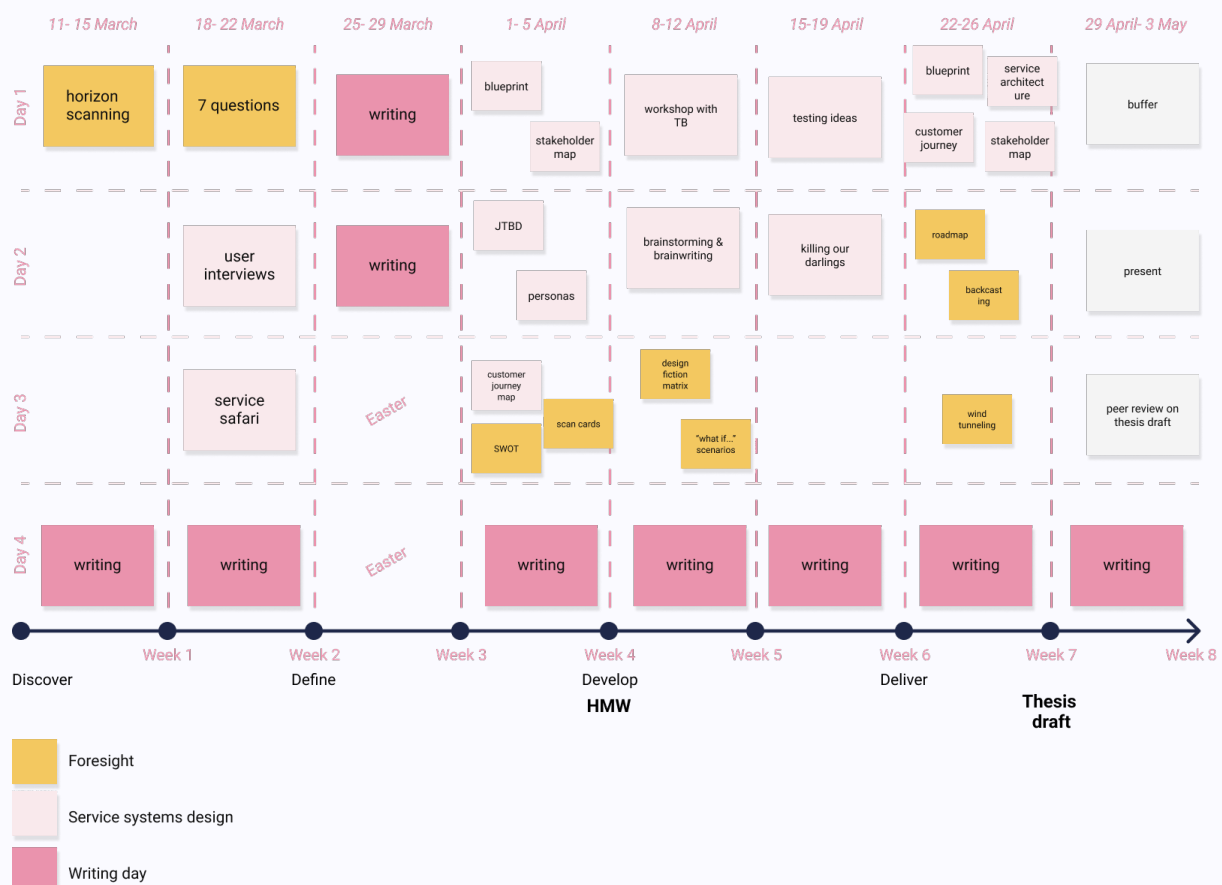 11- 15 March
18- 22 March
25- 29 March
1- 5 April
8-12 April
15-19 April
22-26 April
29 April- 3 May
Day 1
horizon
scanning
7 questions
writing
blueprint
stakeholder
map
workshop with
TB
testing ideas
blueprint
service
architect
ure
customer
journey
stakeholder
map
buffer
Day 2
user
interviews
writing
JTBD
personas
brainstorming &
brainwriting
killing our
darlings
roadmap
backcast
ing
present
Day 3
service
safari
Easter
customer
journey
map
scan cards
SWOT
design
fiction
matrix
"what if..."
scenarios
wind
tunneling
peer review on
thesis draft
Day 4
writing
writing
Easter
writing
writing
writing
writing
writing
Week 1
Week 2
Week 3
Week 4
Week 5
Week 6
Week 7
Week 8
Discover
Define
Develop
Deliver
HMW
Thesis
draft
Foresight
Service systems design
Writing day